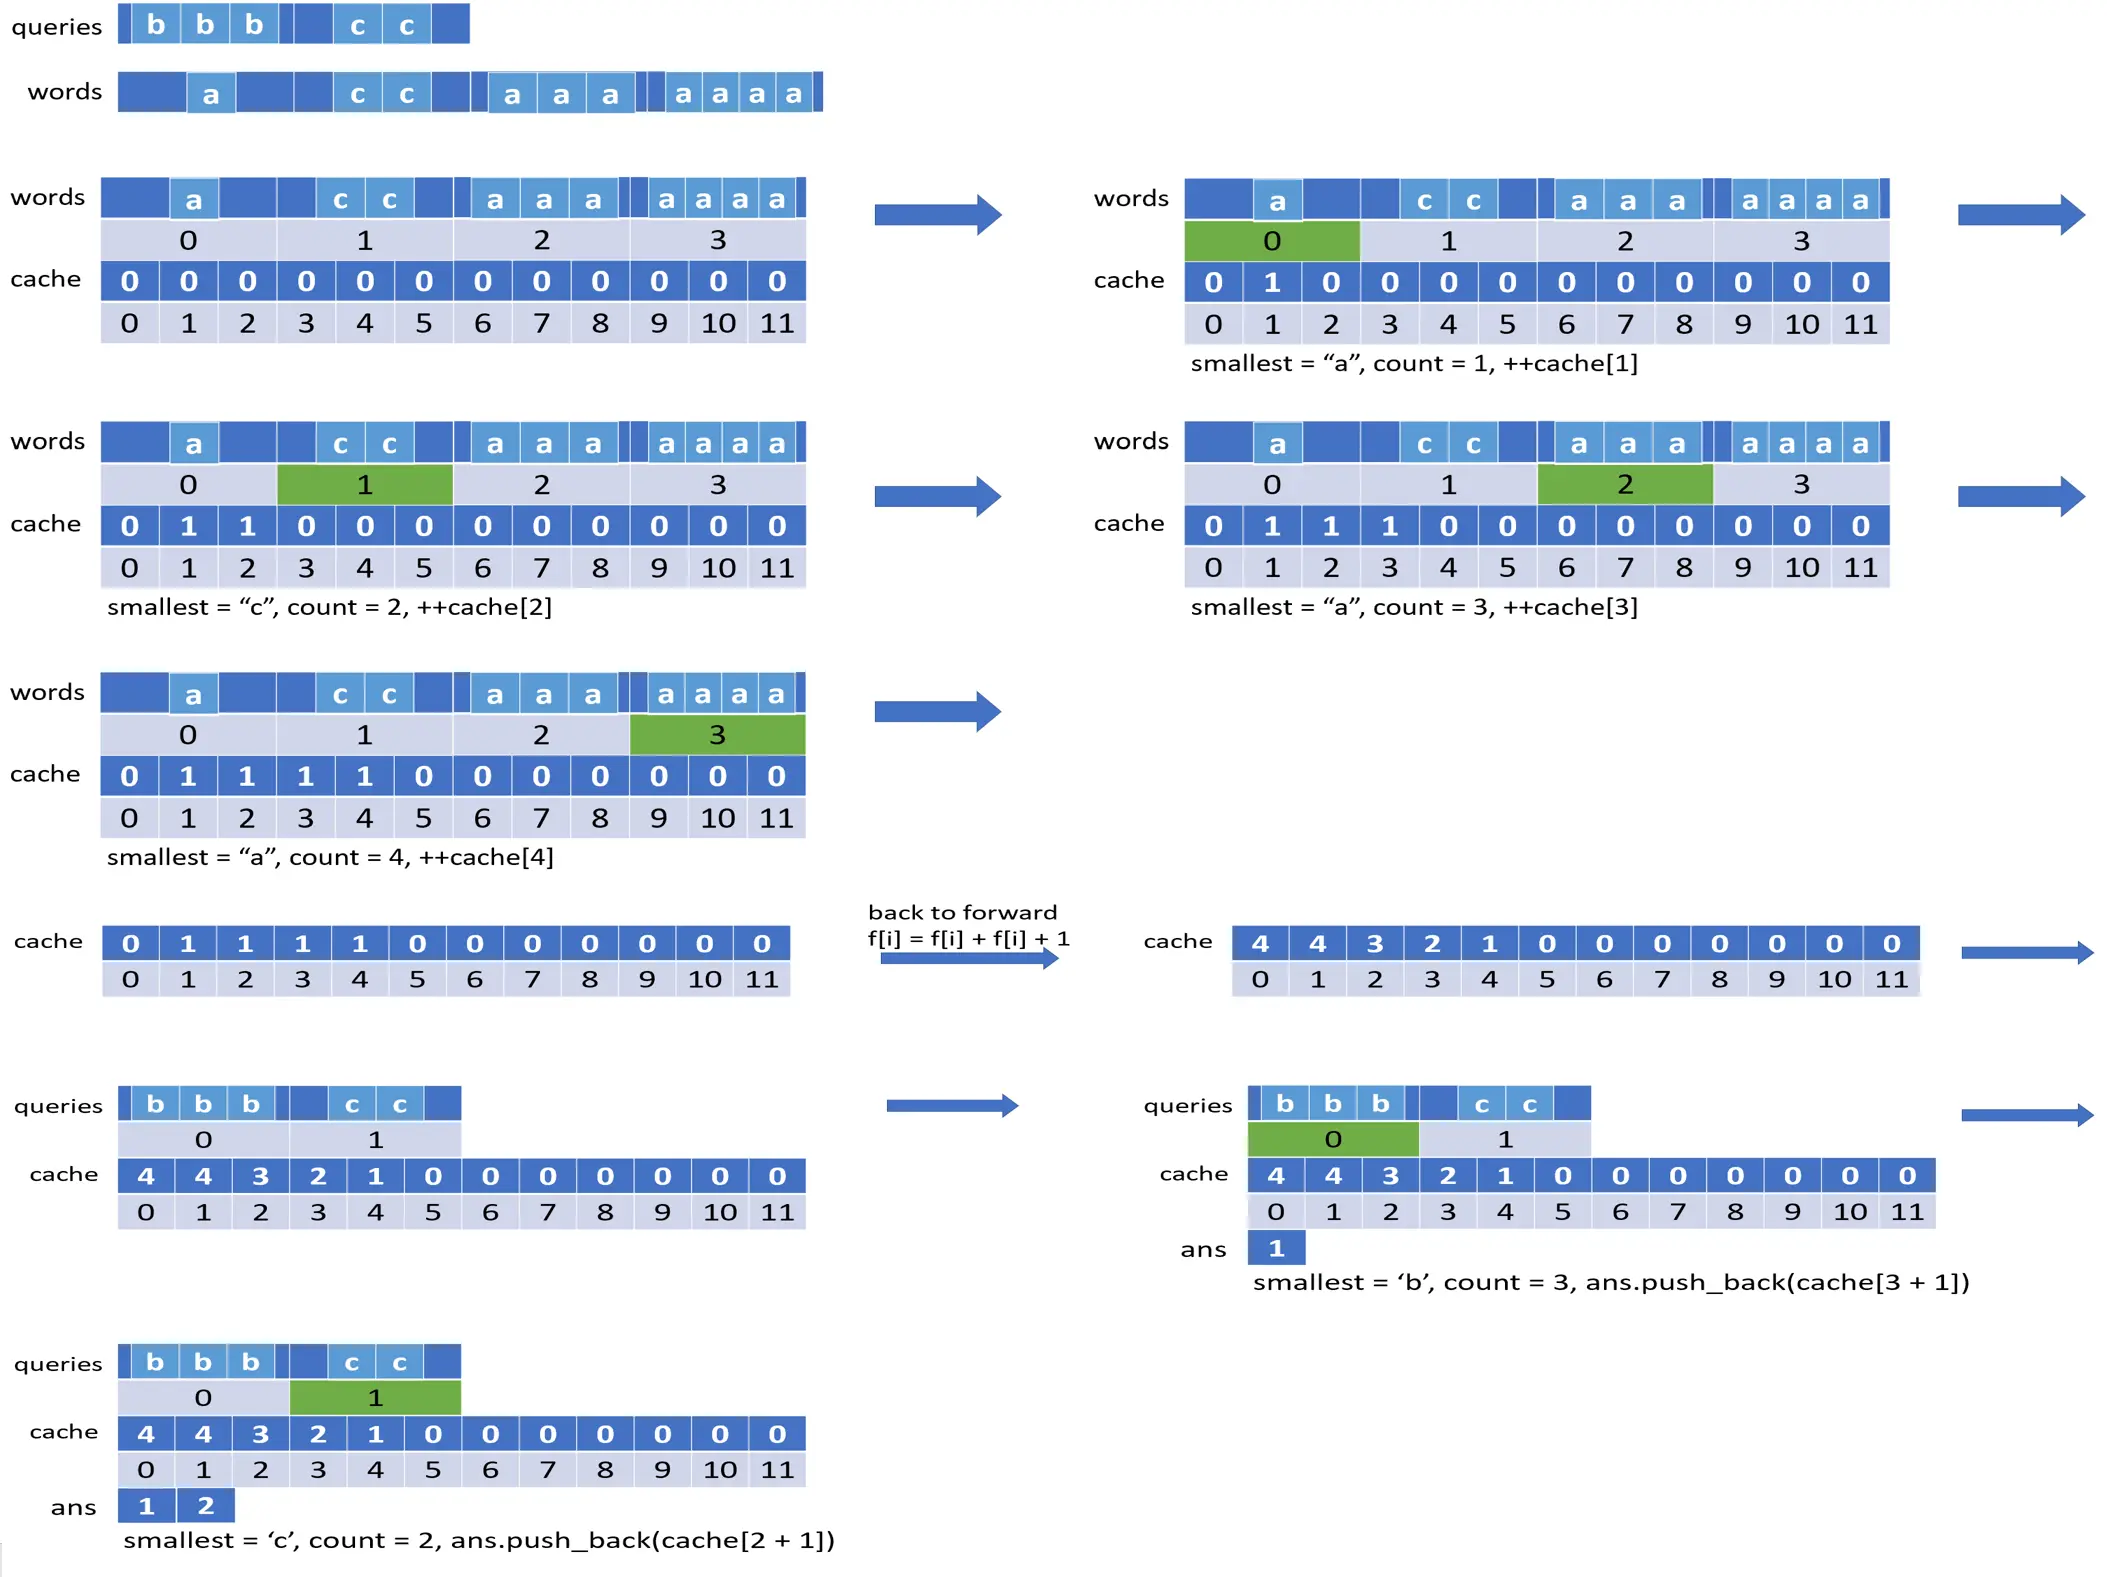 queries b b b c c
words a c c a a a a a a a
words a c c a a a a a a a
0 1 2 3
cache 0 0 0 0 0 0 0 0 0 0 0 0
0 1 2 3 4 5 6 7 8 9 10 11
words a c c a a a a a a a
0 1 2 3
cache 0 1 0 0 0 0 0 0 0 0 0 0
0 1 2 3 4 5 6 7 8 9 10 11
smallest = “a”, count = 1, ++cache[1]
words a c c a a a a a a a
0 1 2 3
cache 0 1 1 0 0 0 0 0 0 0 0 0
0 1 2 3 4 5 6 7 8 9 10 11
smallest = “c”, count = 2, ++cache[2]
words a c c a a a a a a a
0 1 2 3
cache 0 1 1 1 0 0 0 0 0 0 0 0
0 1 2 3 4 5 6 7 8 9 10 11
smallest = “a”, count = 3, ++cache[3]
words a c c a a a a a a a
0 1 2 3
cache 0 1 1 1 1 0 0 0 0 0 0 0
0 1 2 3 4 5 6 7 8 9 10 11
smallest = “a”, count = 4, ++cache[4]
cache 0 1 1 1 1 0 0 0 0 0 0 0
0 1 2 3 4 5 6 7 8 9 10 11
back to forward
f[i] = f[i] + f[i] + 1
cache 4 4 3 2 1 0 0 0 0 0 0 0
0 1 2 3 4 5 6 7 8 9 10 11
queries b b b c c
0 1
cache 4 4 3 2 1 0 0 0 0 0 0 0
0 1 2 3 4 5 6 7 8 9 10 11
queries b b b c c
0 1
cache 4 4 3 2 1 0 0 0 0 0 0 0
0 1 2 3 4 5 6 7 8 9 10 11
ans 1
smallest = ‘b’, count = 3, ans.push_back(cache[3 + 1])
queries b b b c c
0 1
cache 4 4 3 2 1 0 0 0 0 0 0 0
0 1 2 3 4 5 6 7 8 9 10 11
ans 1 2
smallest = ‘c’, count = 2, ans.push_back(cache[2 + 1])